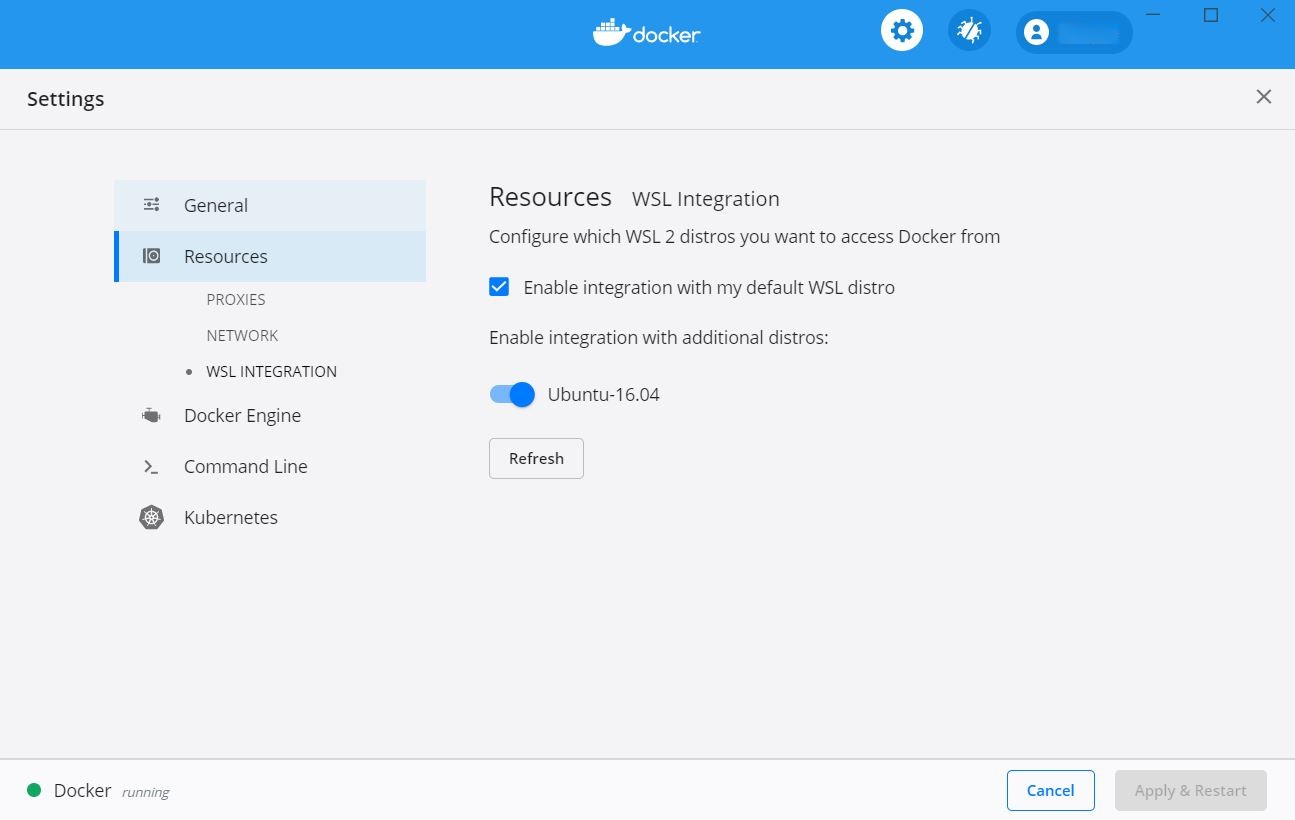 docker
Settings
General
Resources
PROXIES
NETWORK
WSL INTEGRATION
Docker Engine
Command Line
Kubernetes
Resources WSL Integration
Configure which WSL 2 distros you want to access Docker from
Enable integration with my default WSL distro
Enable integration with additional distros:
Ubuntu-16.04
Refresh
Docker running
Cancel
Apply & Restart